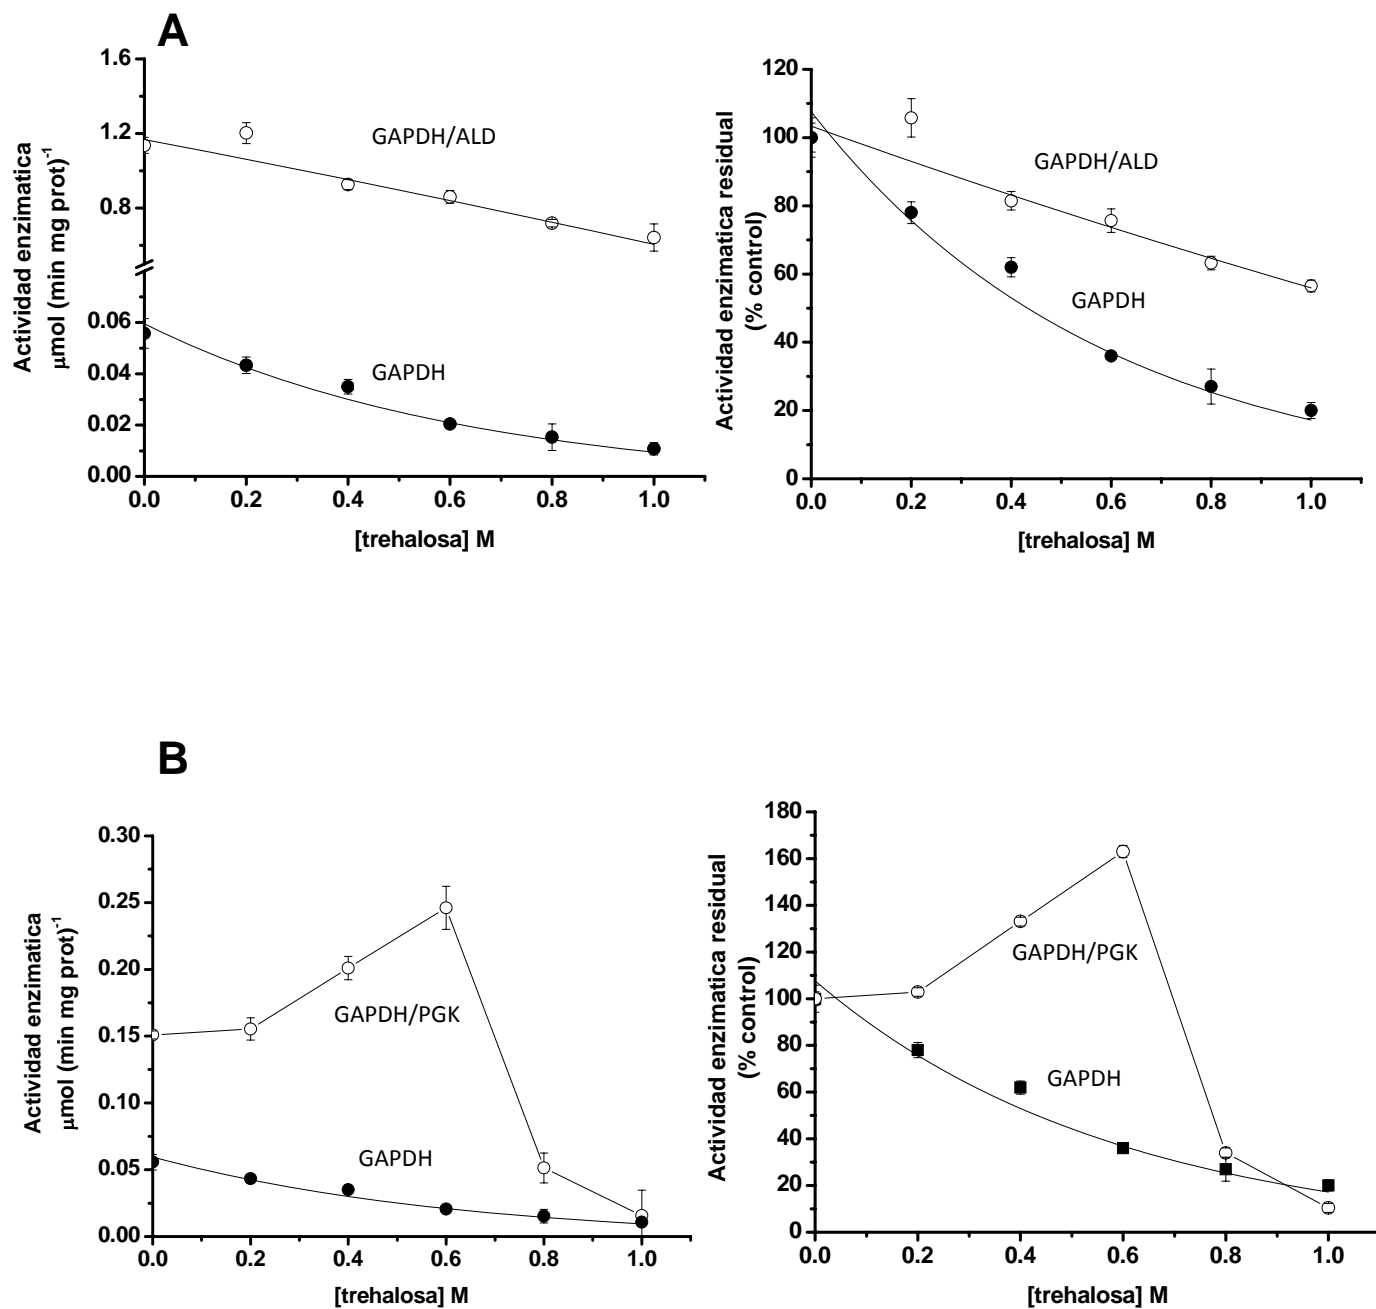 A
1.6
1.2
0.8
0.06
0.04
0.02
0.00
0.0 0.2 0.4 0.6 0.8 1.0
Actividad enzimatica
μmol (min mg prot)-1
[trehalosa] M
GAPDH/ALD
GAPDH
120
100
80
60
40
20
0
0.0 0.2 0.4 0.6 0.8 1.0
Actividad enzimatica residual
(% control)
[trehalosa] M
GAPDH/ALD
GAPDH
B
0.30
0.25
0.20
0.15
0.10
0.05
0.00
0.0 0.2 0.4 0.6 0.8 1.0
Actividad enzimatica
μmol (min mg prot)-1
[trehalosa] M
GAPDH/PGK
GAPDH
180
160
140
120
100
80
60
40
20
0
0.0 0.2 0.4 0.6 0.8 1.0
Actividad enzimatica residual
(% control)
[trehalosa] M
GAPDH/PGK
GAPDH